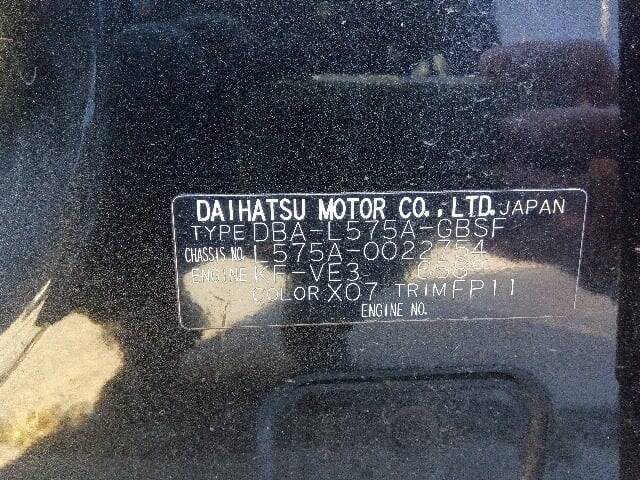 DAIHATSU MOTOR CO., LTD. JAPAN
TYPE DBA-L575A-GBSF
CHASSIS NO. L575A-0022754
ENGINE KF-VE3 658
COLOR X07 TRIM FP11
ENGINE NO.